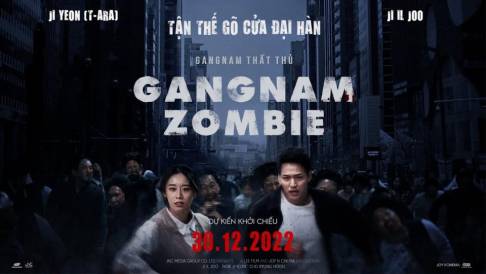 JI YEON (T-ARA)
JI IL JOO
TẬN THẾ GÕ CỬA ĐẠI HÀN
GANGNAM THẤT THỦ
GANGNAM
ZOMBIE
DỰ KIẾN KHỞI CHIẾU
30.12.2022